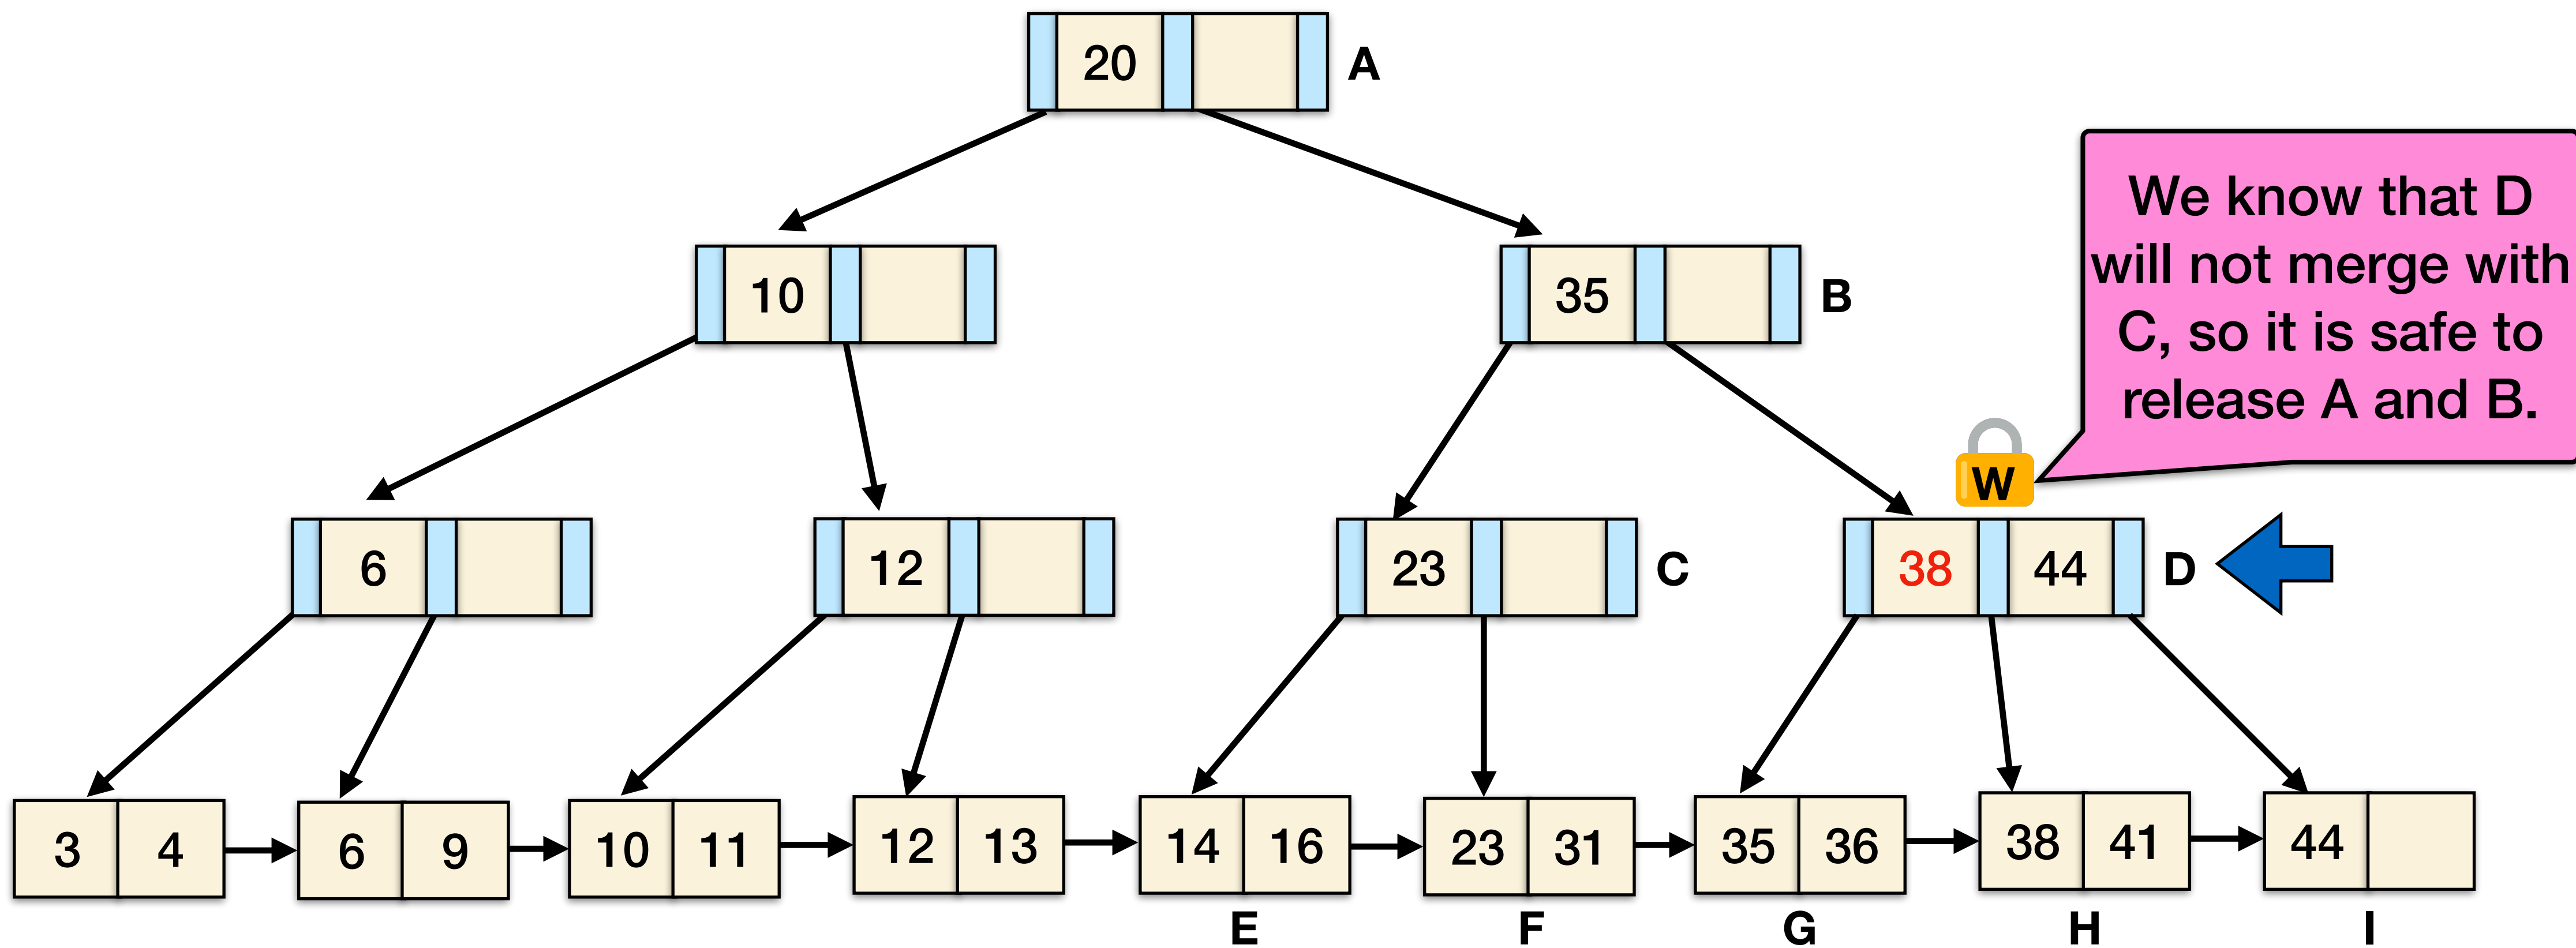 20
A
We know that D
will not merge with
C, so it is safe to
release A and B.
10
35
B
W
6
12
23
C
38
44
D
3
4
6
9
10
11
12
13
14
16
23
31
35
36
38
41
44
E
F
G
H
I